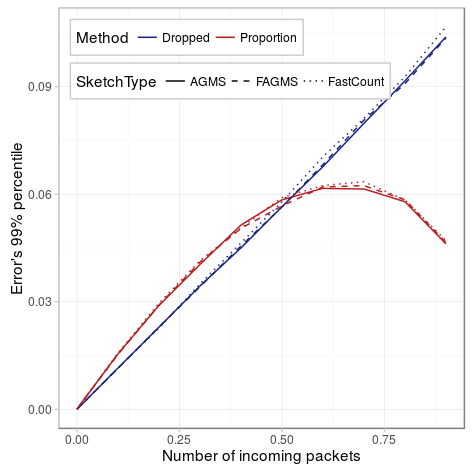 Method Dropped Proportion
SketchType AGMS FAGMS FastCount
0.09
0.06
0.03
0.00
Error's 99% percentile
0.00 0.25 0.50 0.75
Number of incoming packets